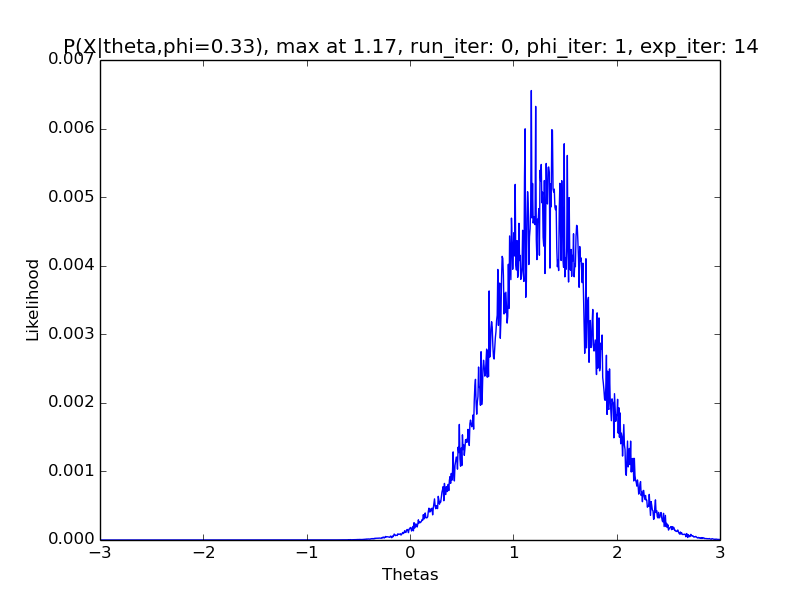 P(X|theta,phi=0.33), max at 1.17, run_iter: 0, phi_iter: 1, exp_iter: 14
0.007
0.006
0.005
0.004
0.003
0.002
0.001
0.000
Likelihood
−3 −2 −1 0 1 2 3
Thetas